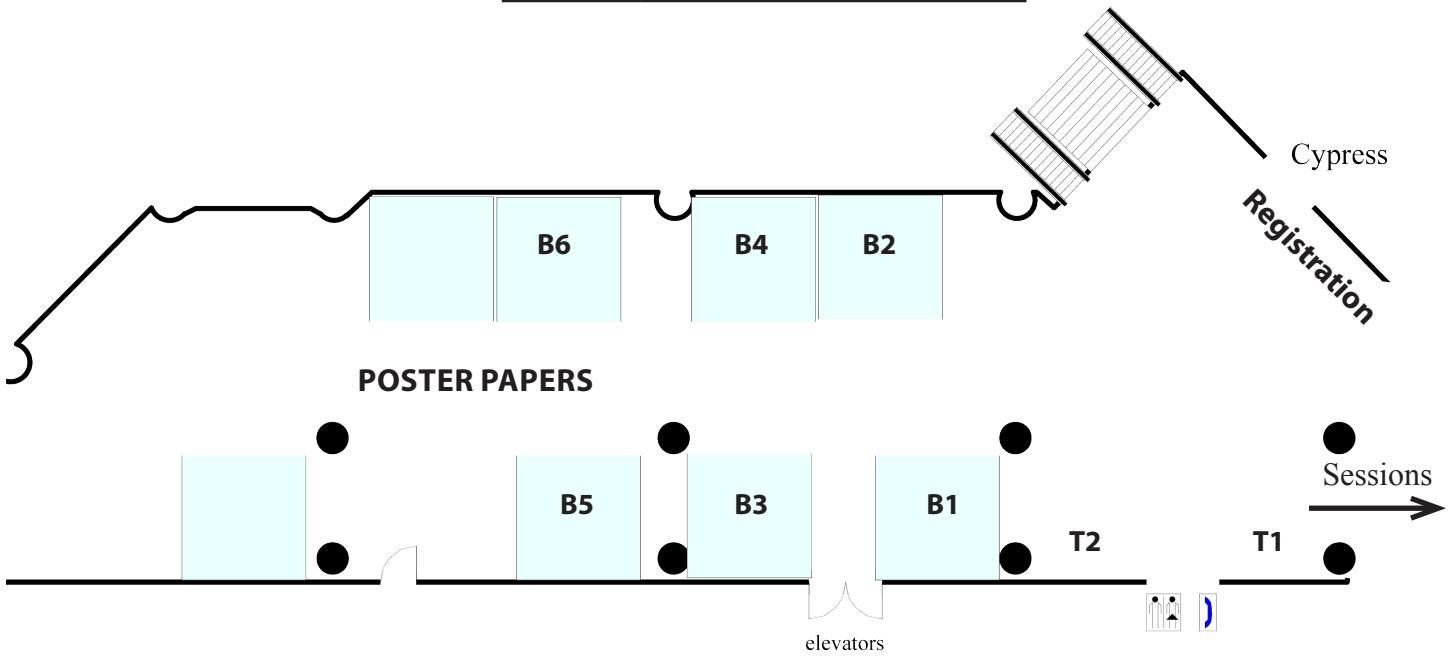 Cypress
Registration
B6
B4
B2
POSTER PAPERS
Sessions
B5
B3
B1
T2
T1
elevators